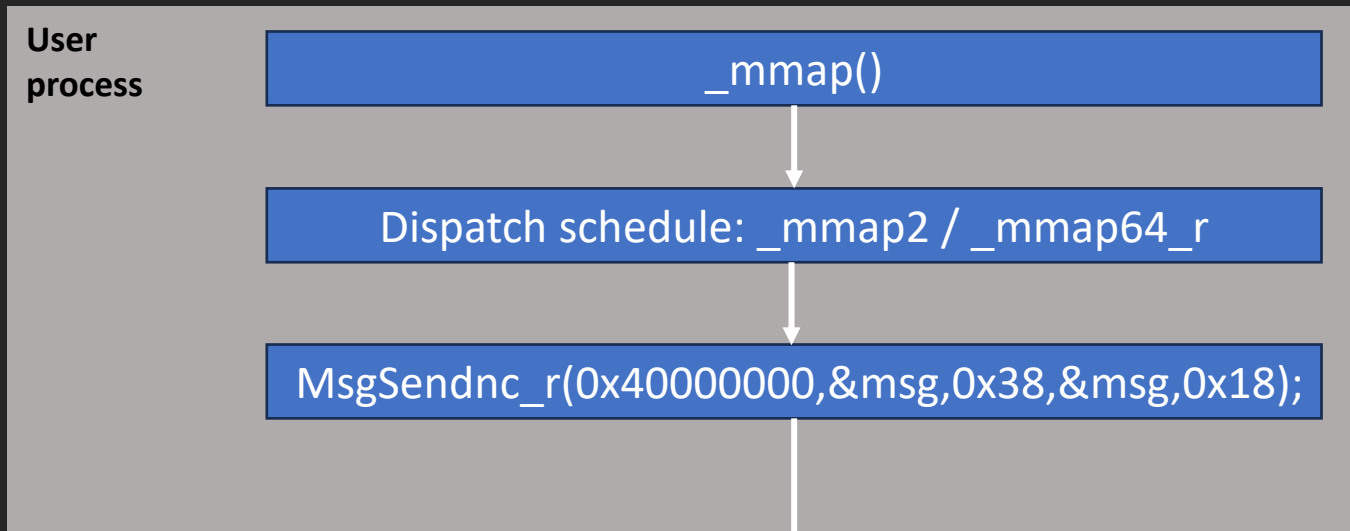 User
process
_mmap()
Dispatch schedule: _mmap2 / _mmap64_r
MsgSendnc_r(0x40000000,&msg,0x38,&msg,0x18);